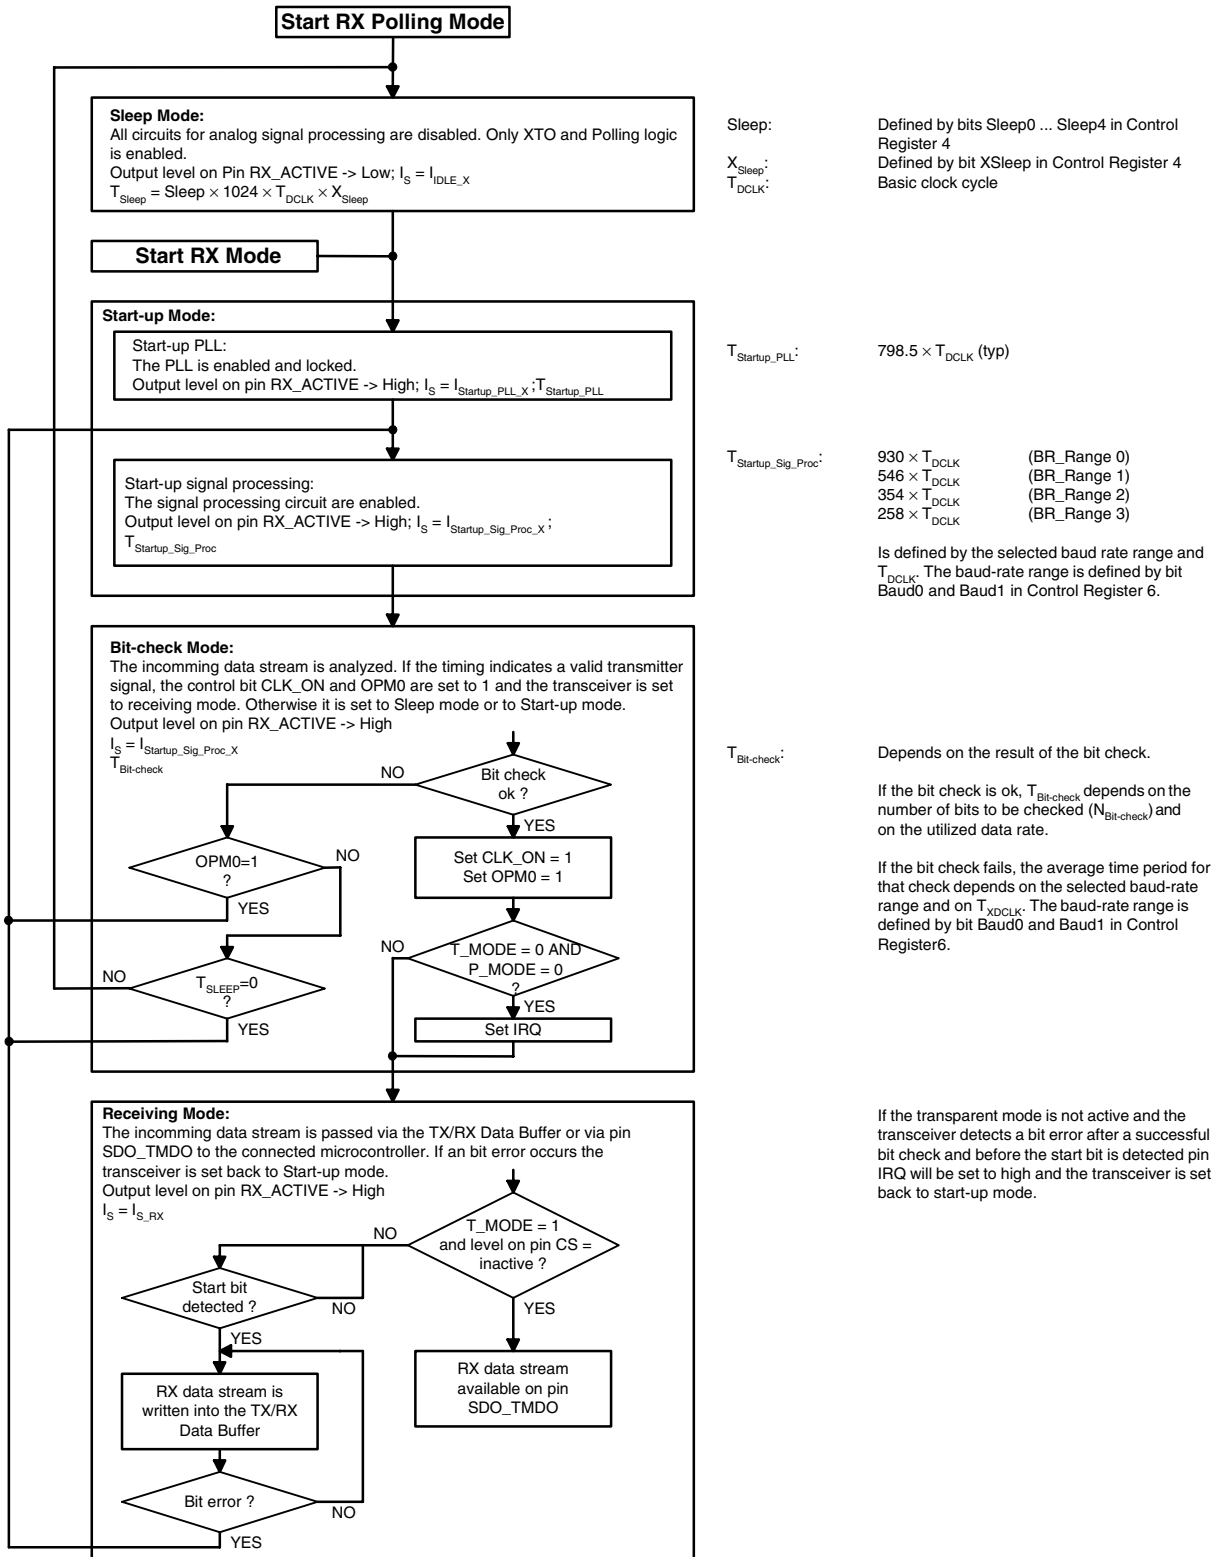 Start RX Polling Mode
Sleep Mode:
All circuits for analog signal processing are disabled. Only XTO and Polling logic
is enabled.
Output level on Pin RX_ACTIVE -> Low; I_S = I_IDLE_X
T_Sleep = Sleep × 1024 × T_DCLK × X_Sleep
Sleep: Defined by bits Sleep0 ... Sleep4 in Control
Register 4
X_Sleep: Defined by bit XSleep in Control Register 4
T_DCLK: Basic clock cycle
Start RX Mode
Start-up Mode:
Start-up PLL:
The PLL is enabled and locked.
Output level on pin RX_ACTIVE -> High; I_S = I_Startup_PLL_X ;T_Startup_PLL
T_Startup_PLL: 798.5 × T_DCLK (typ)
Start-up signal processing:
The signal processing circuit are enabled.
Output level on pin RX_ACTIVE -> High; I_S = I_Startup_Sig_Proc_X ;
T_Startup_Sig_Proc
T_Startup_Sig_Proc: 930 × T_DCLK (BR_Range 0)
546 × T_DCLK (BR_Range 1)
354 × T_DCLK (BR_Range 2)
258 × T_DCLK (BR_Range 3)
Is defined by the selected baud rate range and
T_DCLK. The baud-rate range is defined by bit
Baud0 and Baud1 in Control Register 6.
Bit-check Mode:
The incomming data stream is analyzed. If the timing indicates a valid transmitter
signal, the control bit CLK_ON and OPM0 are set to 1 and the transceiver is set
to receiving mode. Otherwise it is set to Sleep mode or to Start-up mode.
Output level on pin RX_ACTIVE -> High
I_S = I_Startup_Sig_Proc_X
T_Bit-check
NO
Bit check
ok ?
YES
OPM0=1
?
NO
YES
Set CLK_ON = 1
Set OPM0 = 1
NO
T_SLEEP=0
?
YES
NO
T_MODE = 0 AND
P_MODE = 0
?
YES
Set IRQ
T_Bit-check: Depends on the result of the bit check.
If the bit check is ok, T_Bit-check depends on the
number of bits to be checked (N_Bit-check) and
on the utilized data rate.
If the bit check fails, the average time period for
that check depends on the selected baud-rate
range and on T_XDCLK. The baud-rate range is
defined by bit Baud0 and Baud1 in Control
Register6.
Receiving Mode:
The incomming data stream is passed via the TX/RX Data Buffer or via pin
SDO_TMDO to the connected microcontroller. If an bit error occurs the
transceiver is set back to Start-up mode.
Output level on pin RX_ACTIVE -> High
I_S = I_S_RX
NO
T_MODE = 1
and level on pin CS =
inactive ?
YES
Start bit
detected ?
NO
YES
RX data stream is
written into the TX/RX
Data Buffer
RX data stream
available on pin
SDO_TMDO
Bit error ?
NO
YES
If the transparent mode is not active and the
transceiver detects a bit error after a successful
bit check and before the start bit is detected pin
IRQ will be set to high and the transceiver is set
back to start-up mode.